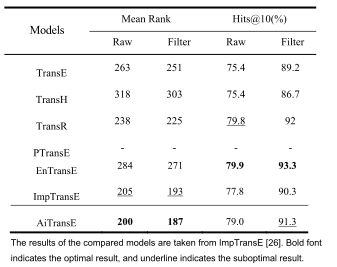 Models Mean Rank Hits@10(%)
Raw Filter Raw Filter
TransE 263 251 75.4 89.2
TransH 318 303 75.4 86.7
TransR 238 225 79.8 92
PTransE - - - -
EnTransE 284 271 79.9 93.3
ImpTransE 205 193 77.8 90.3
AiTransE 200 187 79.0 91.3
The results of the compared models are taken from ImpTransE [26]. Bold font
indicates the optimal result, and underline indicates the suboptimal result.